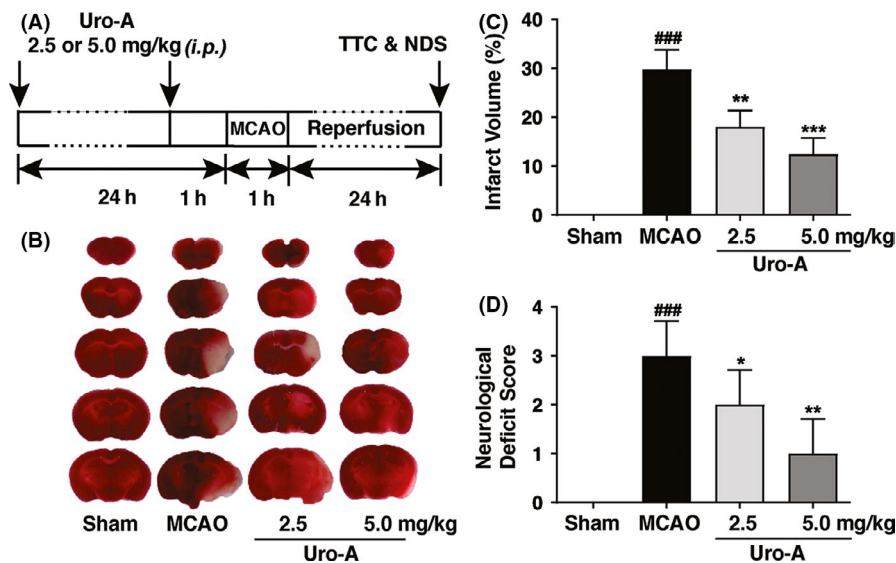 (A)
Uro-A
2.5 or 5.0 mg/kg (i.p.)
TTC & NDS
MCAO
Reperfusion
24 h
1 h
1 h
24 h
(B)
Sham
MCAO
2.5
5.0 mg/kg
Uro-A
(C)
Infarct Volume (%)
40
30
20
10
0
###
**
***
Sham
MCAO
2.5
5.0 mg/kg
Uro-A
(D)
Neurological
Deficit Score
4
3
2
1
0
###
*
**
Sham
MCAO
2.5
5.0 mg/kg
Uro-A